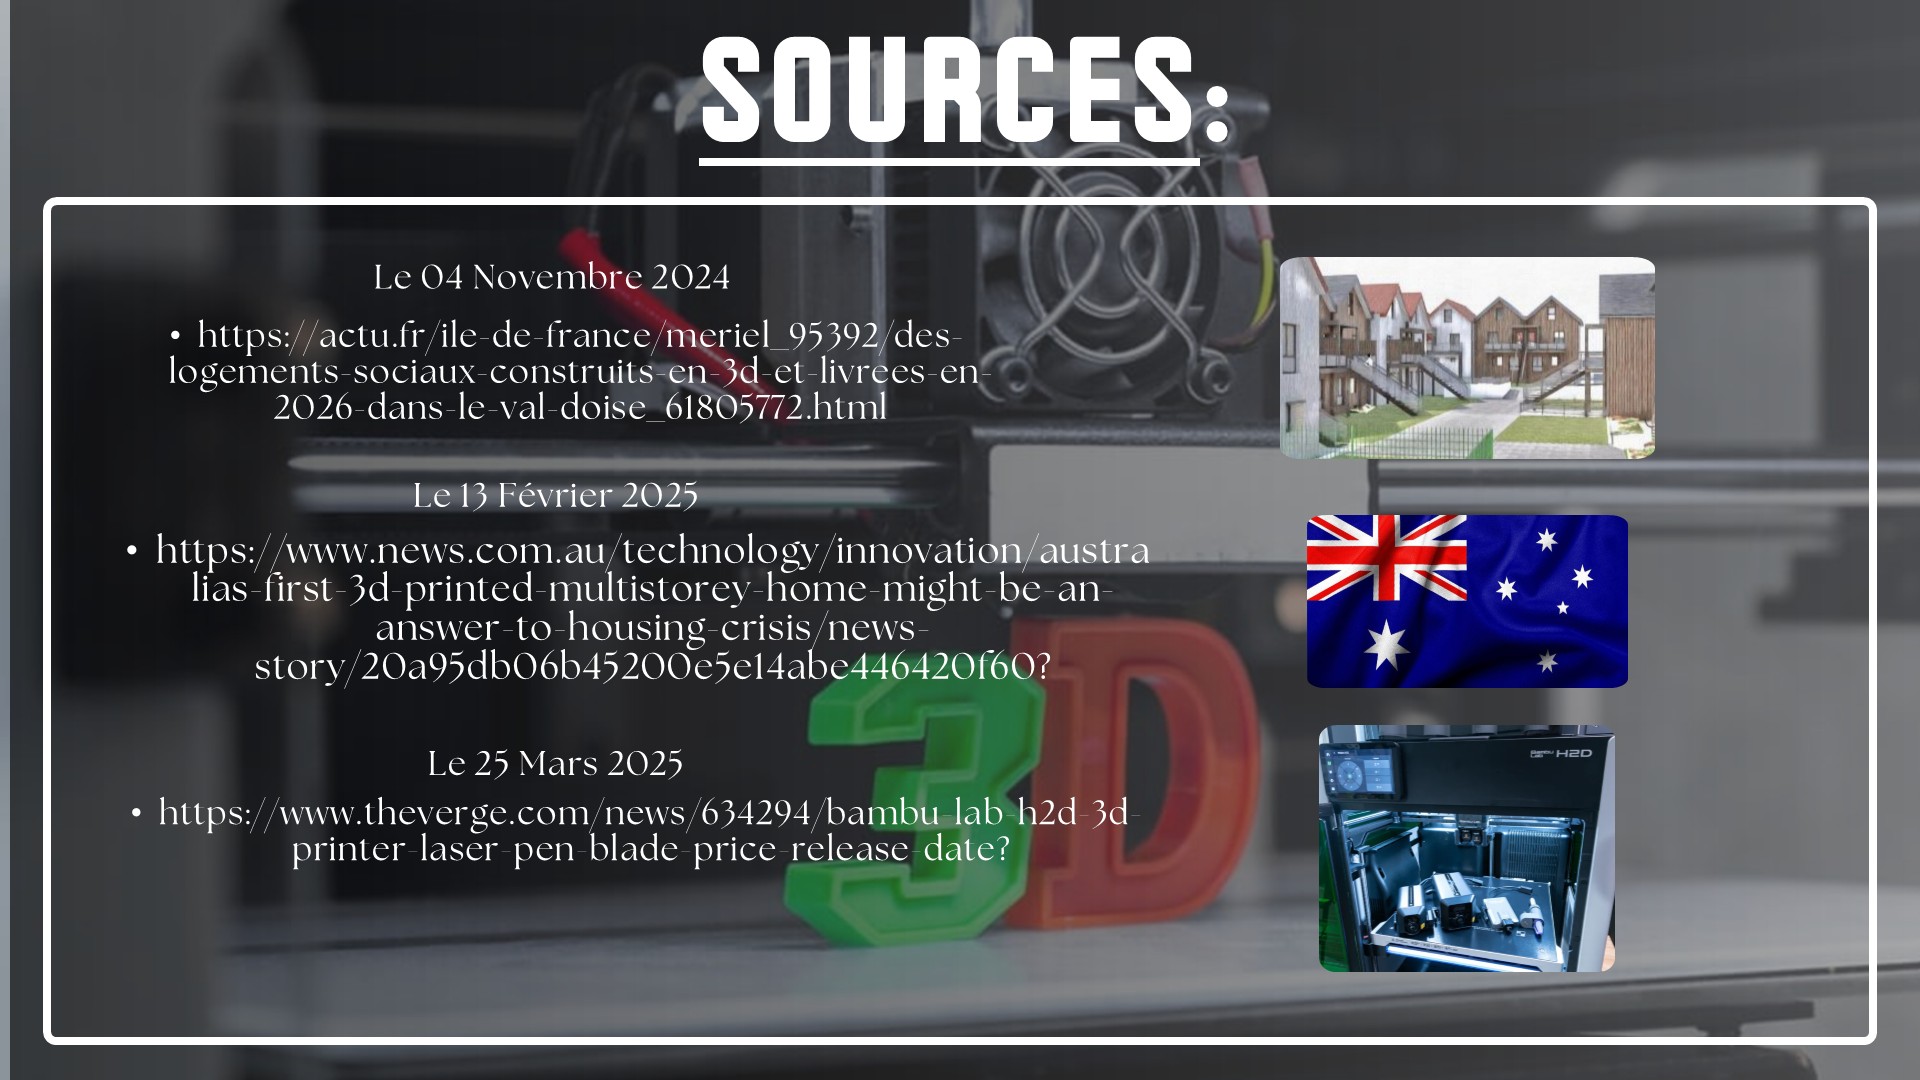 SOURCES:
Le 04 Novembre 2024
• https://actu.fr/ile-de-france/meriel_95392/des-
logements-sociaux-construits-en-3d-et-livrees-en-
2026-dans-le-val-doise_61805772.html
Le 13 Février 2025
• https://www.news.com.au/technology/innovation/austra
lias-first-3d-printed-multistorey-home-might-be-an-
answer-to-housing-crisis/news-
story/20a95db06b45200e5e14abe446420f60?
Le 25 Mars 2025
• https://www.theverge.com/news/634294/bambu-lab-h2d-3d-
printer-laser-pen-blade-price-release-date?
3D
Bambu Lab H2D